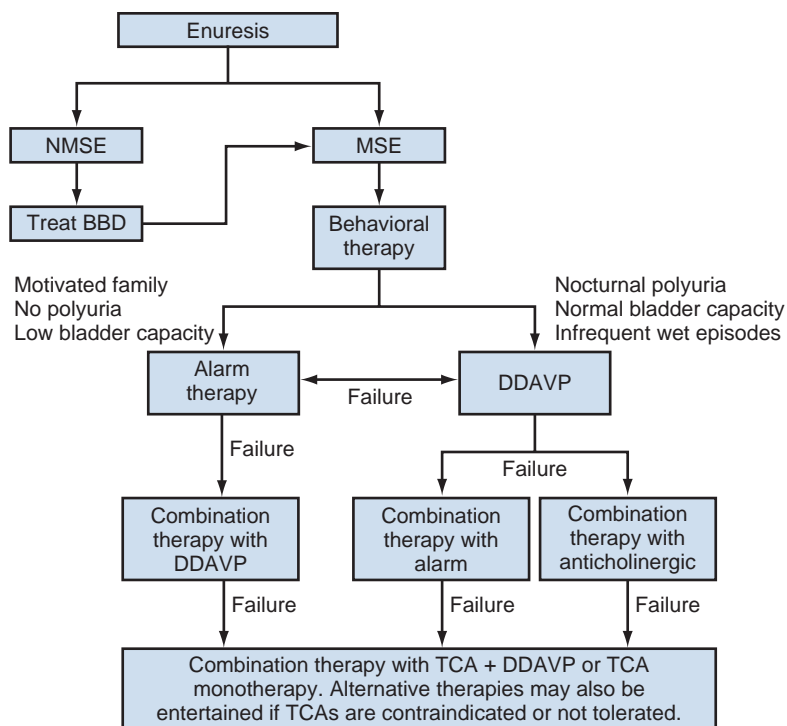 Enuresis
NMSE
MSE
Treat BBD
Behavioral
therapy
Motivated family
No polyuria
Low bladder capacity
Nocturnal polyuria
Normal bladder capacity
Infrequent wet episodes
Alarm
therapy
Failure
DDAVP
Failure
Failure
Combination
therapy with
DDAVP
Combination
therapy with
alarm
Combination
therapy with
anticholinergic
Failure
Failure
Failure
Combination therapy with TCA + DDAVP or TCA
monotherapy. Alternative therapies may also be
entertained if TCAs are contraindicated or not tolerated.